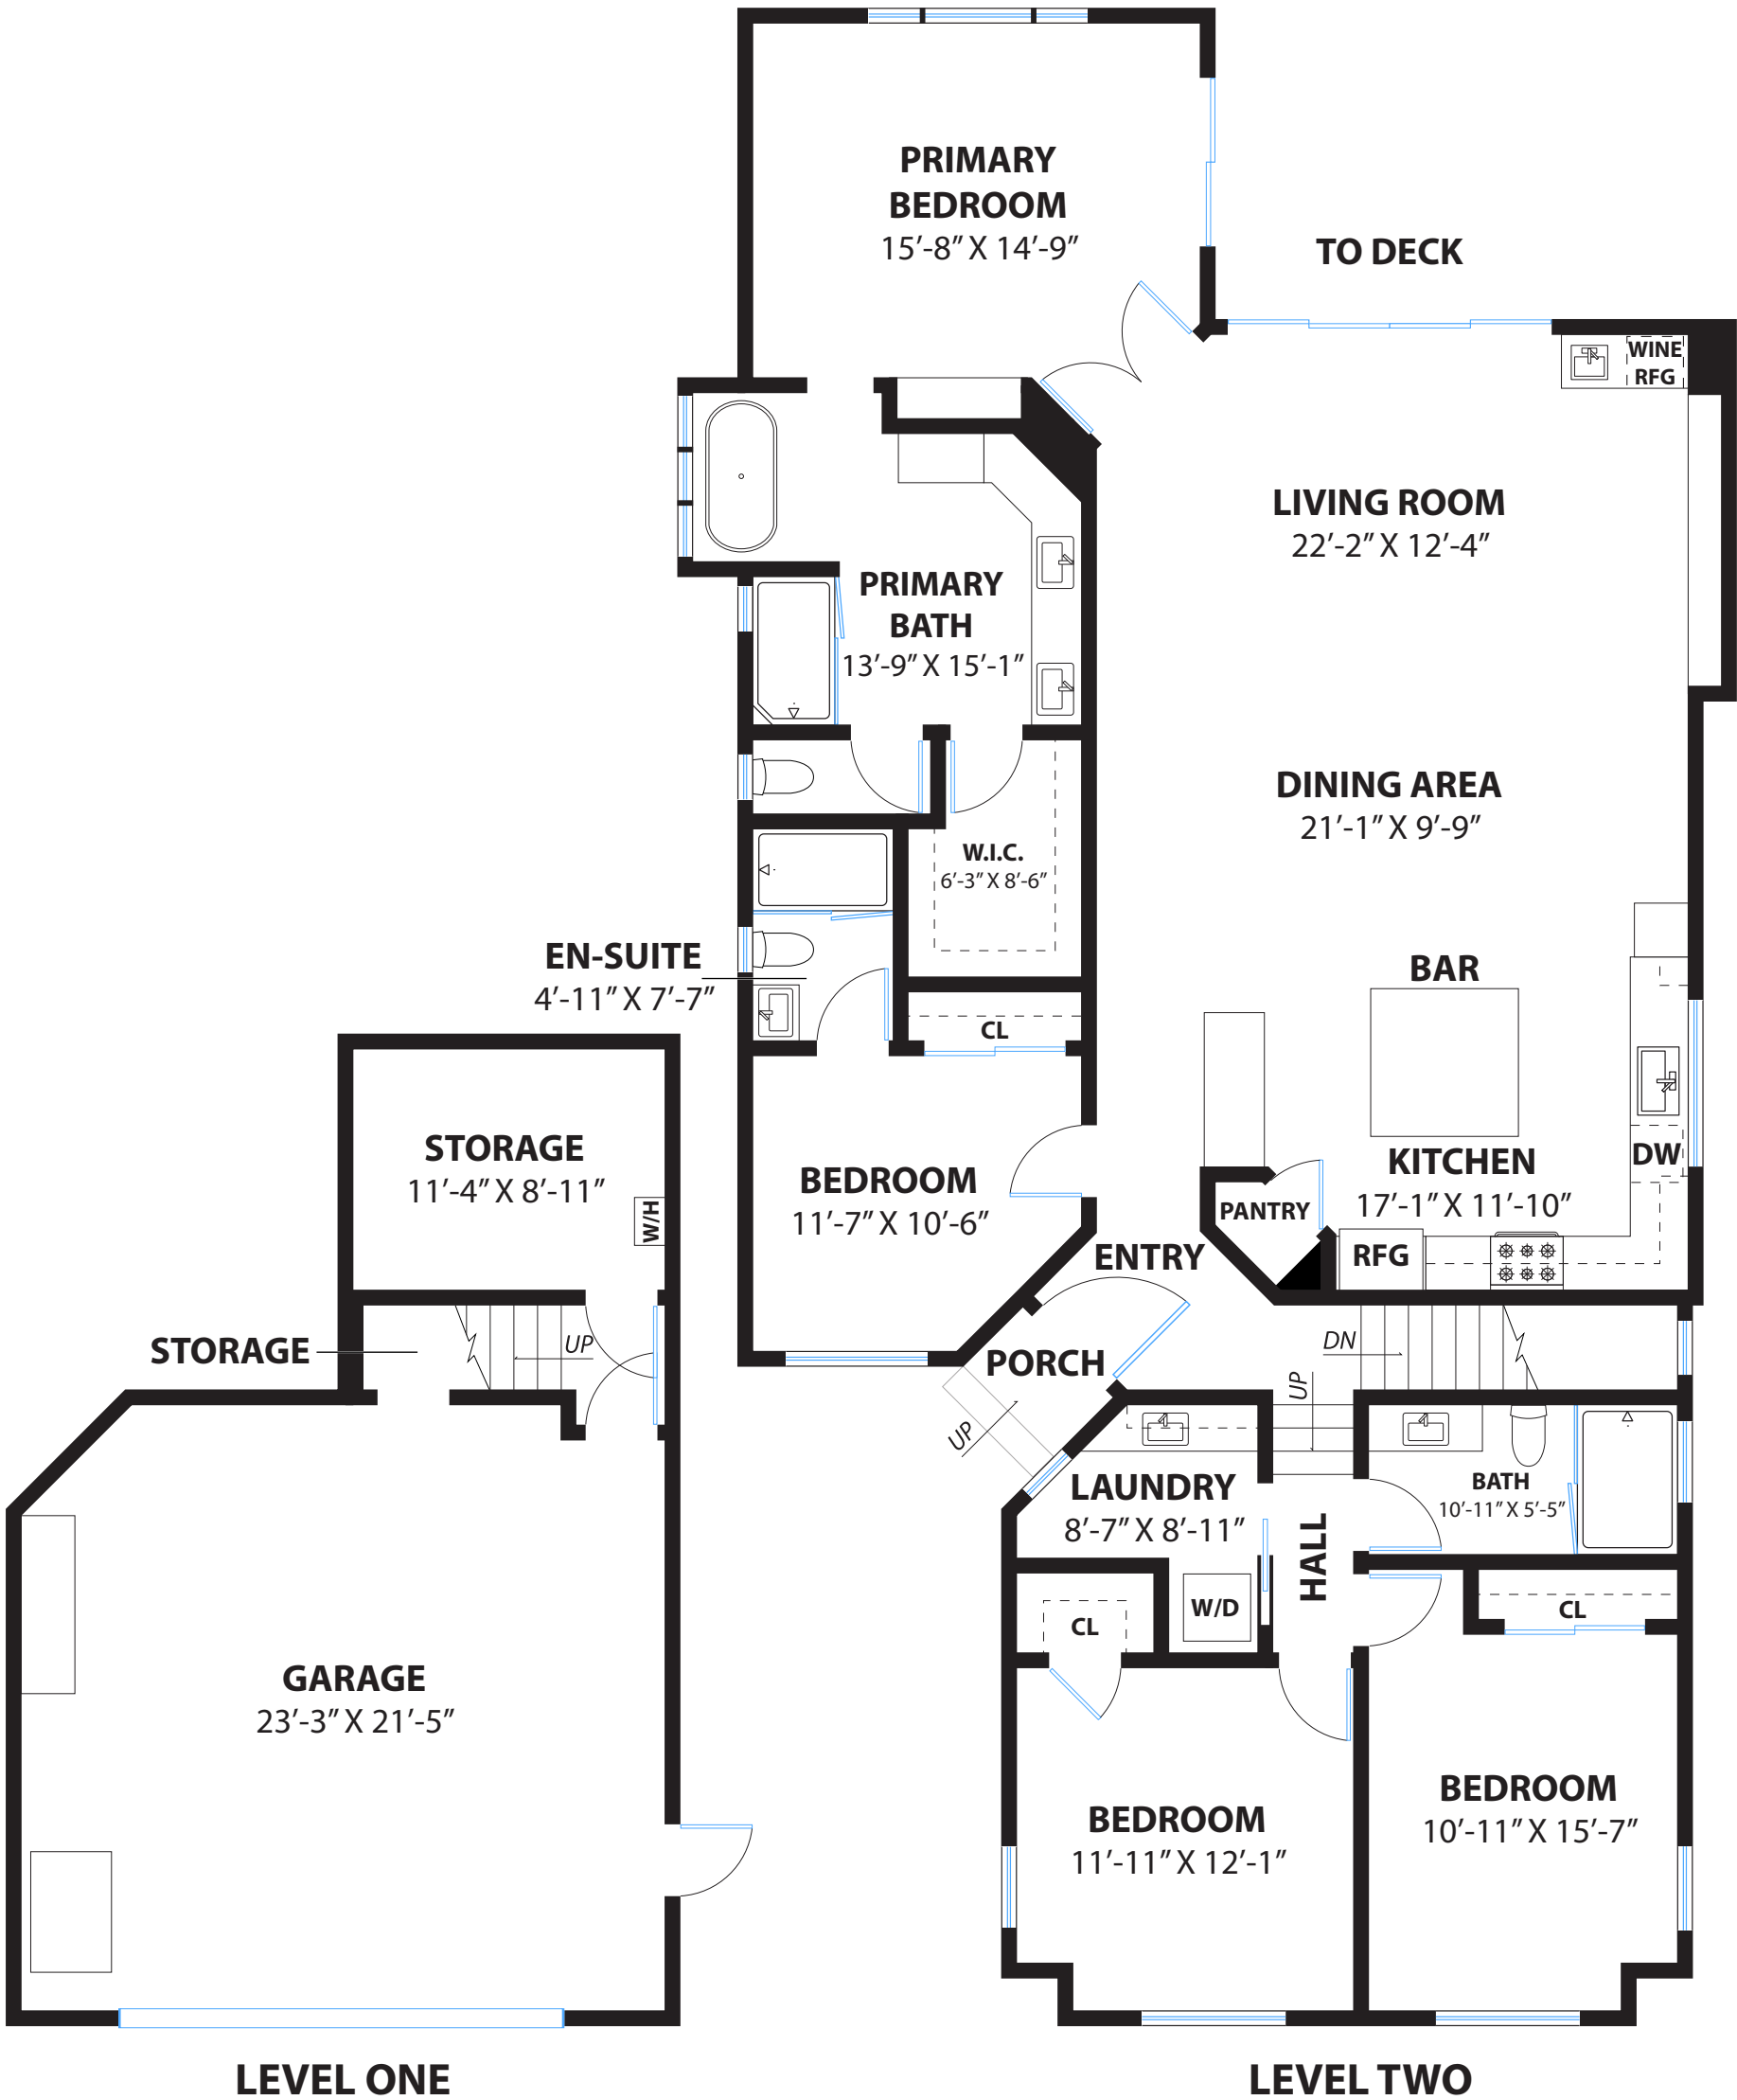 PRIMARY
BEDROOM
15’-8” X 14’-9”
TO DECK
WINE
RFG
LIVING ROOM
22’-2” X 12’-4”
PRIMARY
BATH
13’-9” X 15’-1”
DINING AREA
21’-1” X 9’-9”
W.I.C.
6’-3” X 8’-6”
EN-SUITE
4’-11” X 7’-7”
BAR
CL
STORAGE
11’-4” X 8’-11”
W/H
BEDROOM
11’-7” X 10’-6”
KITCHEN
17’-1” X 11’-10”
DW
PANTRY
RFG
ENTRY
STORAGE
UP
PORCH
UP
DN
UP
LAUNDRY
8’-7” X 8’-11”
HALL
BATH
10’-11” X 5’-5”
CL
W/D
CL
GARAGE
23’-3” X 21’-5”
BEDROOM
11’-11” X 12’-1”
BEDROOM
10’-11” X 15’-7”
LEVEL ONE
LEVEL TWO